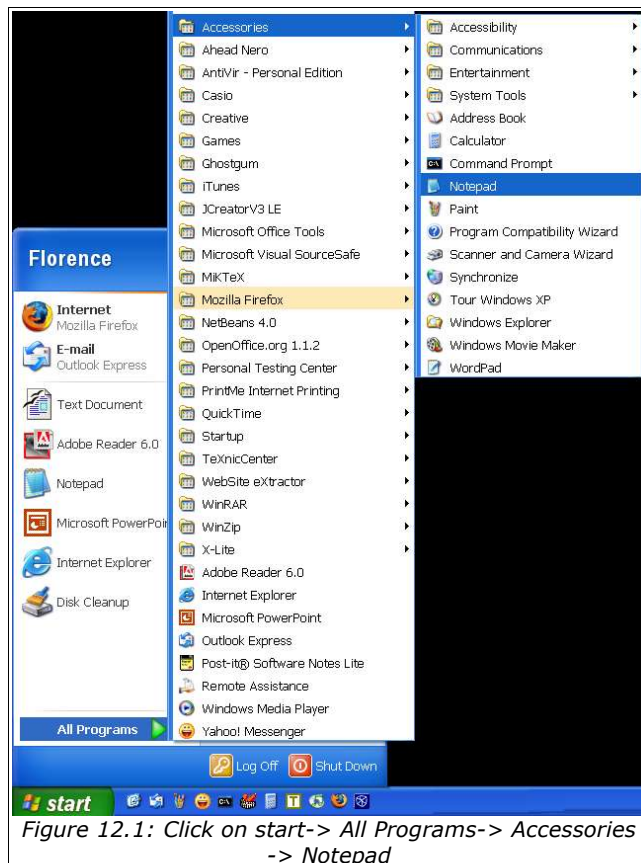 Florence
Internet
Mozilla Firefox
E-mail
Outlook Express
Text Document
Adobe Reader 6.0
Notepad
Microsoft PowerPoin
Internet Explorer
Disk Cleanup
All Programs
Accessories
Ahead Nero
AntiVir - Personal Edition
Casio
Creative
Games
Ghostgum
iTunes
JCreatorV3 LE
Microsoft Office Tools
Microsoft Visual SourceSafe
MiKTeX
Mozilla Firefox
NetBeans 4.0
OpenOffice.org 1.1.2
Personal Testing Center
PrintMe Internet Printing
QuickTime
Startup
TeXnicCenter
WebSite eXtractor
WinRAR
WinZip
X-Lite
Adobe Reader 6.0
Internet Explorer
Microsoft PowerPoint
Outlook Express
Post-it® Software Notes Lite
Remote Assistance
Windows Media Player
Yahoo! Messenger
Accessibility
Communications
Entertainment
System Tools
Address Book
Calculator
Command Prompt
Notepad
Paint
Program Compatibility Wizard
Scanner and Camera Wizard
Synchronize
Tour Windows XP
Windows Explorer
Windows Movie Maker
WordPad
Log Off
Shut Down
start
Figure 12.1: Click on start-> All Programs-> Accessories
-> Notepad